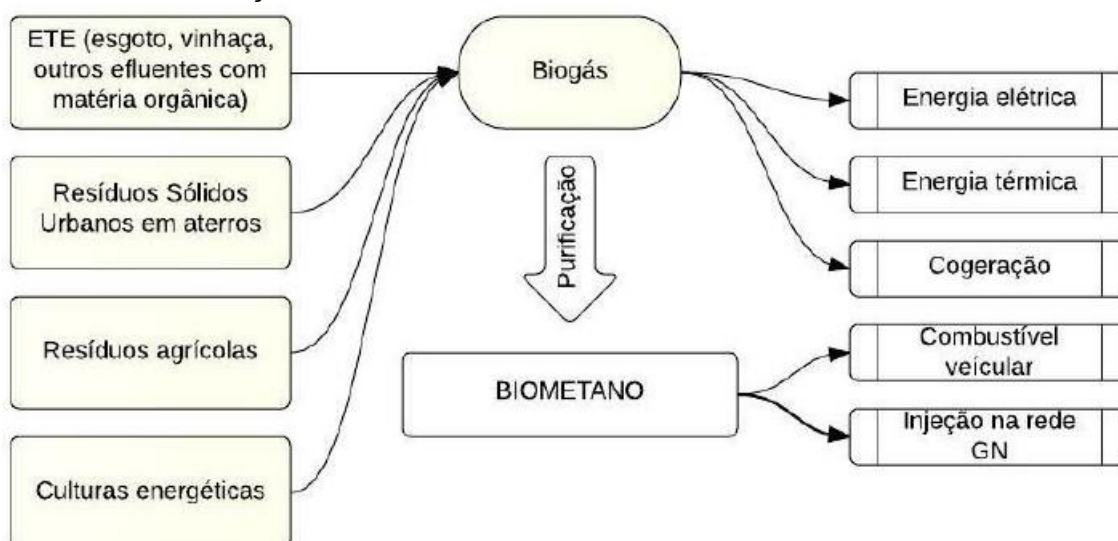 ETE (esgoto, vinhaça,
outros efluentes com
matéria orgânica)
Resíduos Sólidos
Urbanos em aterros
Resíduos agrícolas
Culturas energéticas
Biogás
Purificação
BIOMETANO
Energia elétrica
Energia térmica
Cogeração
Combustível
veícular
Injeção na rede
GN